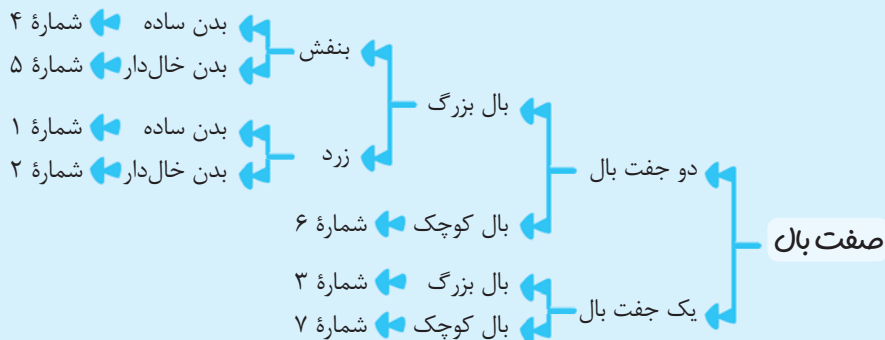 بدن ساده شمارهٔ ۴
بنفش
بدن خال‌دار شمارهٔ ۵
بال بزرگ
بدن ساده شمارهٔ ۱
زرد
بدن خال‌دار شمارهٔ ۲
دو جفت بال
بال کوچک شمارهٔ ۶
صفت بال
بال بزرگ شمارهٔ ۳
یک جفت بال
بال کوچک شمارهٔ ۷